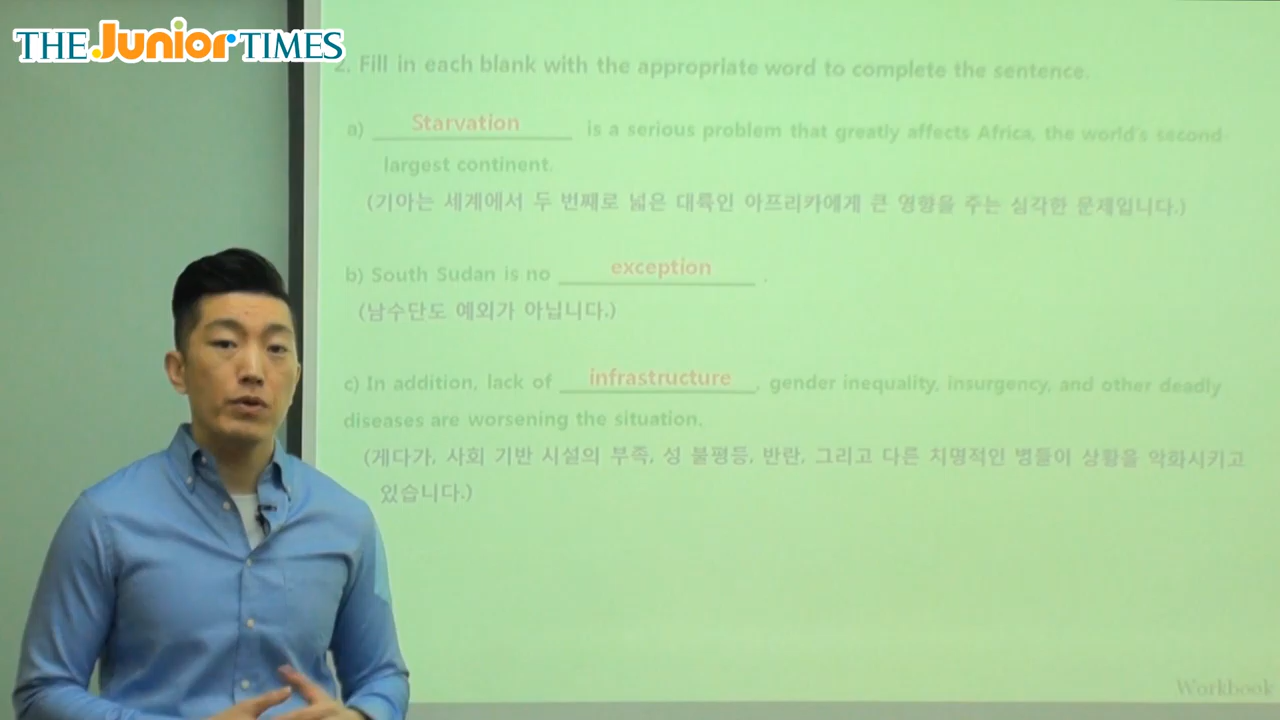 THE Junior TIMES
2. Fill in each blank with the appropriate word to complete the sentence.
a) Starvation is a serious problem that greatly affects Africa, the world's second
largest continent.
(기아는 세계에서 두 번째로 넓은 대륙인 아프리카에게 큰 영향을 주는 심각한 문제입니다.)
b) South Sudan is no exception .
(남수단도 예외가 아닙니다.)
c) In addition, lack of infrastructure, gender inequality, insurgency, and other deadly
diseases are worsening the situation.
(게다가, 사회 기반 시설의 부족, 성 불평등, 반란, 그리고 다른 치명적인 병들이 상황을 악화시키고
있습니다.)
Workbook